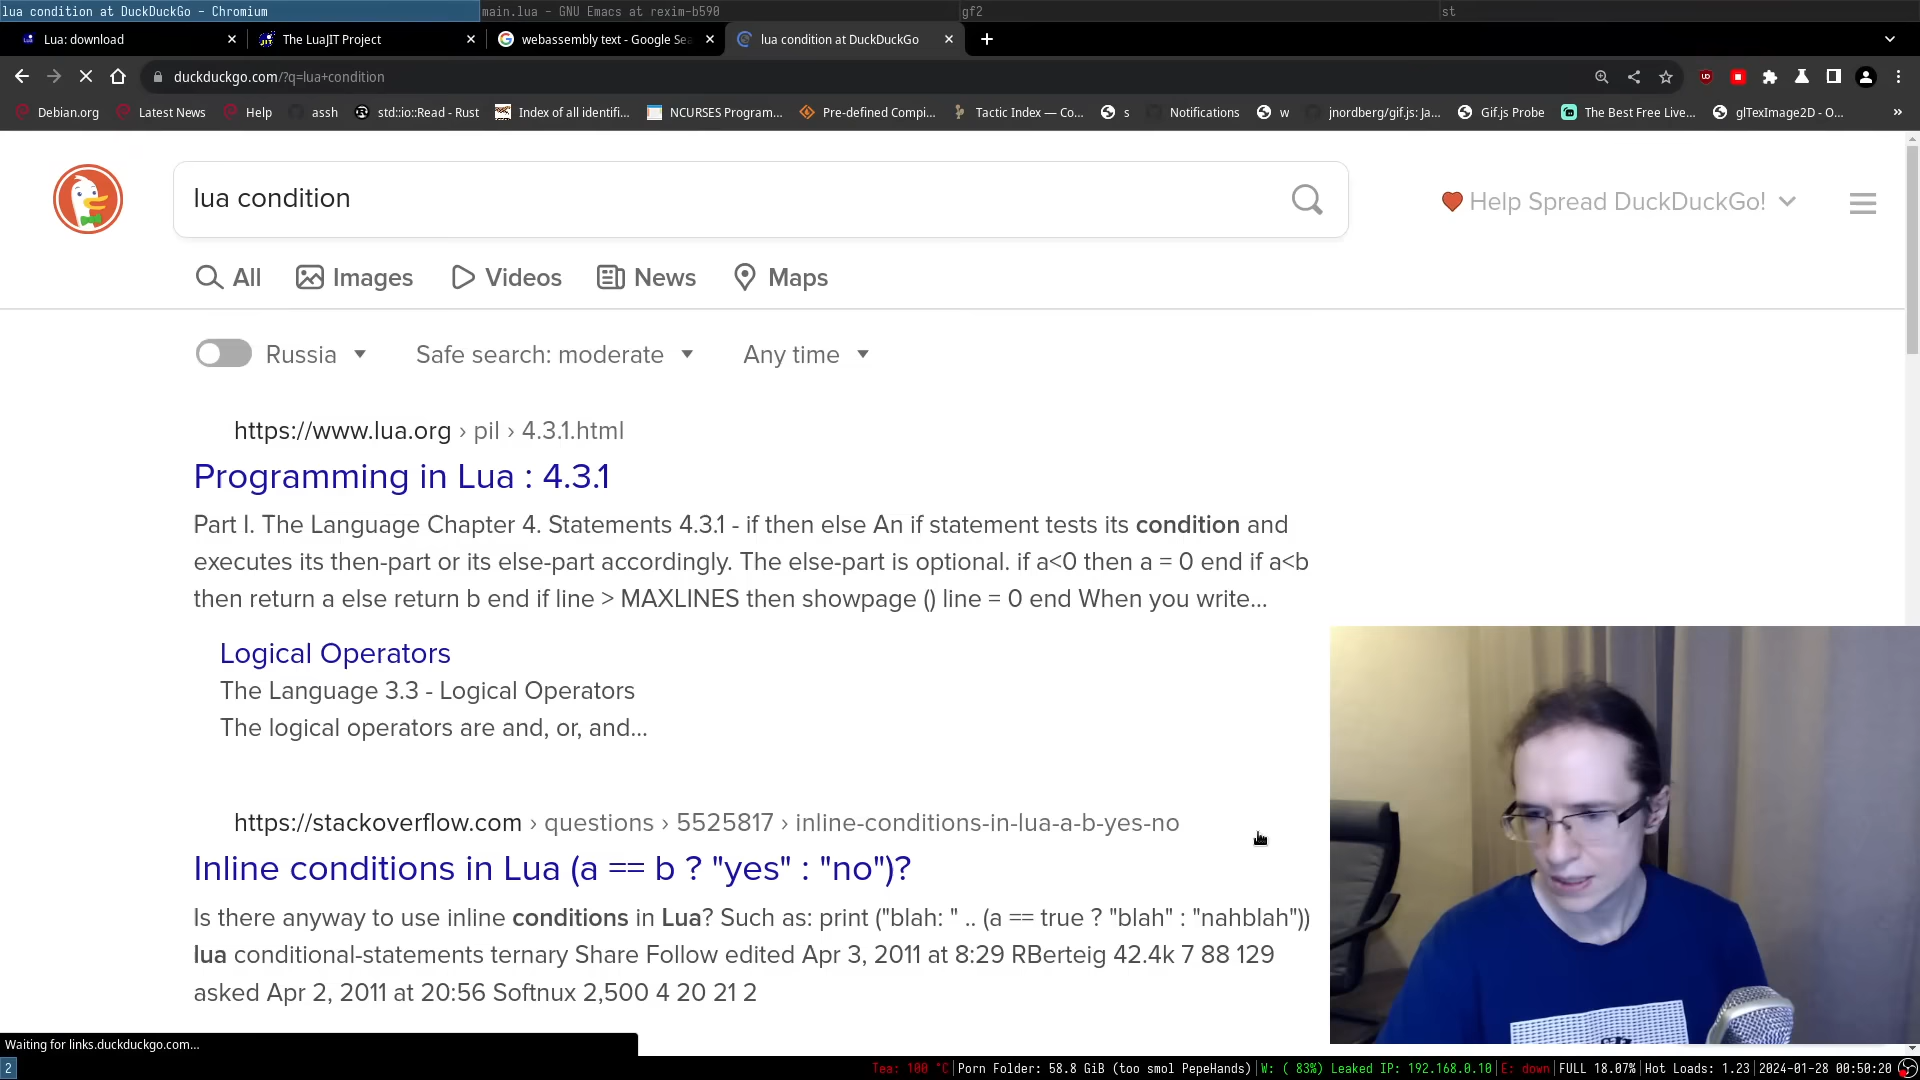 lua condition at DuckDuckGo - Chromium
main.lua - GNU Emacs at rexim-b590
gf2
st
Lua: download
The LuaJIT Project
webassembly text - Google Sea
lua condition at DuckDuckGo
duckduckgo.com/?q=lua+condition
Debian.org
Latest News
Help
assh
std::io::Read - Rust
Index of all identifi...
NCURSES Program...
Pre-defined Compi...
Tactic Index — Co...
s
Notifications
w
jnordberg/gif.js: Ja...
Gif.js Probe
The Best Free Live...
glTexImage2D - O...
lua condition
Help Spread DuckDuckGo!
All
Images
Videos
News
Maps
Russia
Safe search: moderate
Any time
https://www.lua.org › pil › 4.3.1.html
Programming in Lua : 4.3.1
Part I. The Language Chapter 4. Statements 4.3.1 - if then else An if statement tests its condition and
executes its then-part or its else-part accordingly. The else-part is optional. if a<0 then a = 0 end if a<b
then return a else return b end if line > MAXLINES then showpage () line = 0 end When you write...
Logical Operators
The Language 3.3 - Logical Operators
The logical operators are and, or, and...
https://stackoverflow.com › questions › 5525817 › inline-conditions-in-lua-a-b-yes-no
Inline conditions in Lua (a == b ? "yes" : "no")?
Is there anyway to use inline conditions in Lua? Such as: print ("blah: " .. (a == true ? "blah" : "nahblah"))
lua conditional-statements ternary Share Follow edited Apr 3, 2011 at 8:29 RBerteig 42.4k 7 88 129
asked Apr 2, 2011 at 20:56 Softnux 2,500 4 20 21 2
Waiting for links.duckduckgo.com...
2
Tea: 100 °C|Porn Folder: 58.8 GiB (too smol PepeHands)|W: ( 83%) Leaked IP: 192.168.0.10|E: down|FULL 18.07%|Hot Loads: 1.23|2024-01-28 00:50:20